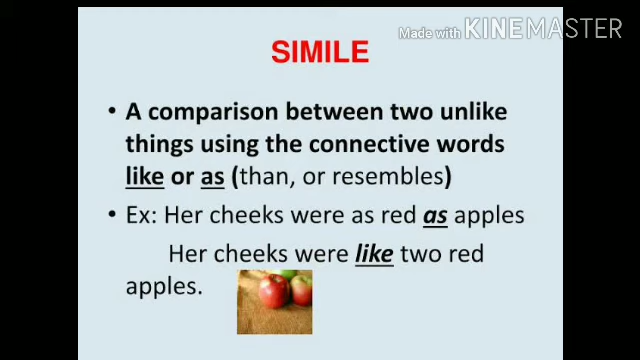 Made with KINEMASTER
SIMILE
• A comparison between two unlike
things using the connective words
like or as (than, or resembles)
• Ex: Her cheeks were as red as apples
Her cheeks were like two red
apples.